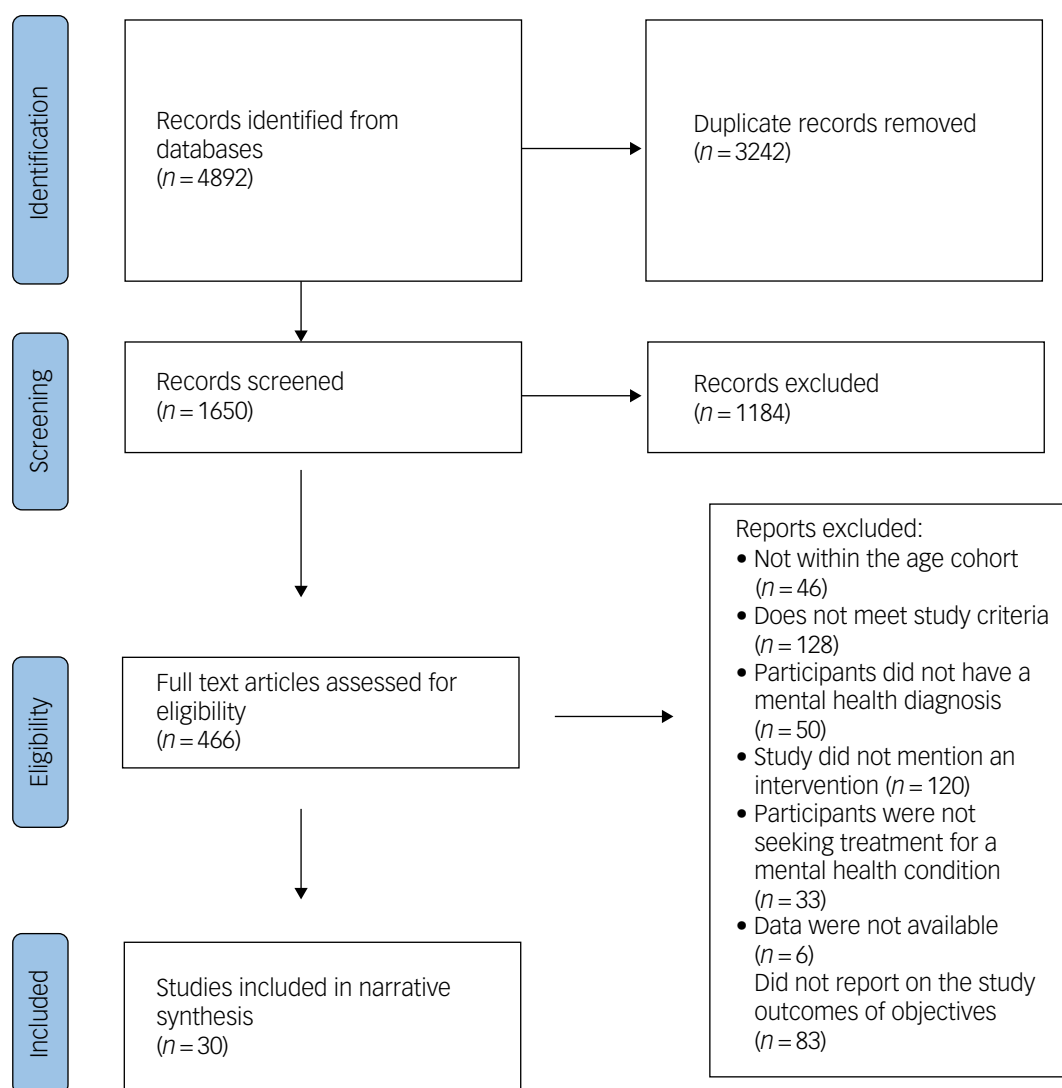 Identification
Records identified from
databases
(n = 4892)
Duplicate records removed
(n = 3242)
Screening
Records screened
(n = 1650)
Records excluded
(n = 1184)
Eligibility
Full text articles assessed for
eligibility
(n = 466)
Reports excluded:
• Not within the age cohort
(n = 46)
• Does not meet study criteria
(n = 128)
• Participants did not have a
mental health diagnosis
(n = 50)
• Study did not mention an
intervention (n = 120)
• Participants were not
seeking treatment for a
mental health condition
(n = 33)
• Data were not available
(n = 6)
Did not report on the study
outcomes of objectives
(n = 83)
Included
Studies included in narrative
synthesis
(n = 30)